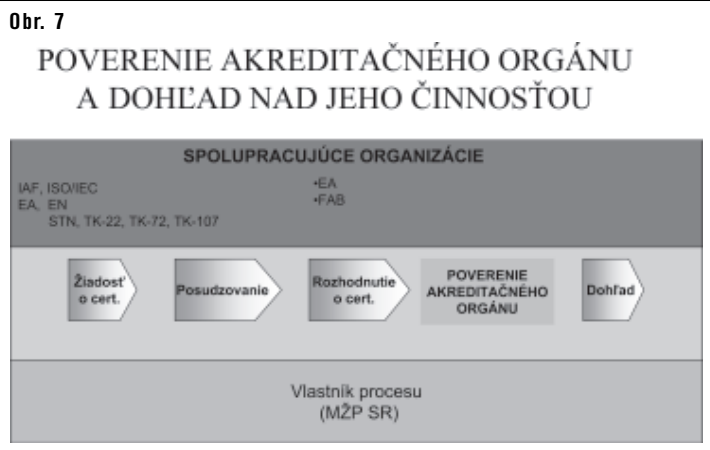 Obr. 7
POVERENIE AKREDITAČNÉHO ORGÁNU
A DOHĽAD NAD JEHO ČINNOSŤOU
SPOLUPRACUJÚCE ORGANIZÁCIE
IAF, ISO/IEC
EA, EN
STN, TK-22, TK-72, TK-107
•EA
•FAB
Žiadosť
o cert.
Posudzovanie
Rozhodnutie
o cert.
POVERENIE
AKREDITAČNÉHO
ORGÁNU
Dohľad
Vlastník procesu
(MŽP SR)